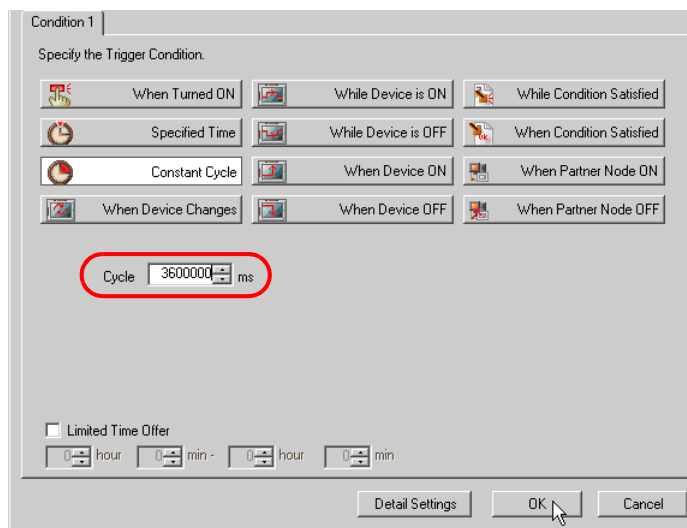 Condition 1
Specify the Trigger Condition.
When Turned ON While Device is ON While Condition Satisfied
Specified Time While Device is OFF When Condition Satisfied
Constant Cycle When Device ON When Partner Node ON
When Device Changes When Device OFF When Partner Node OFF
Cycle 3600000 ms
Limited Time Offer
0 hour 0 min - 0 hour 0 min
Detail Settings OK Cancel